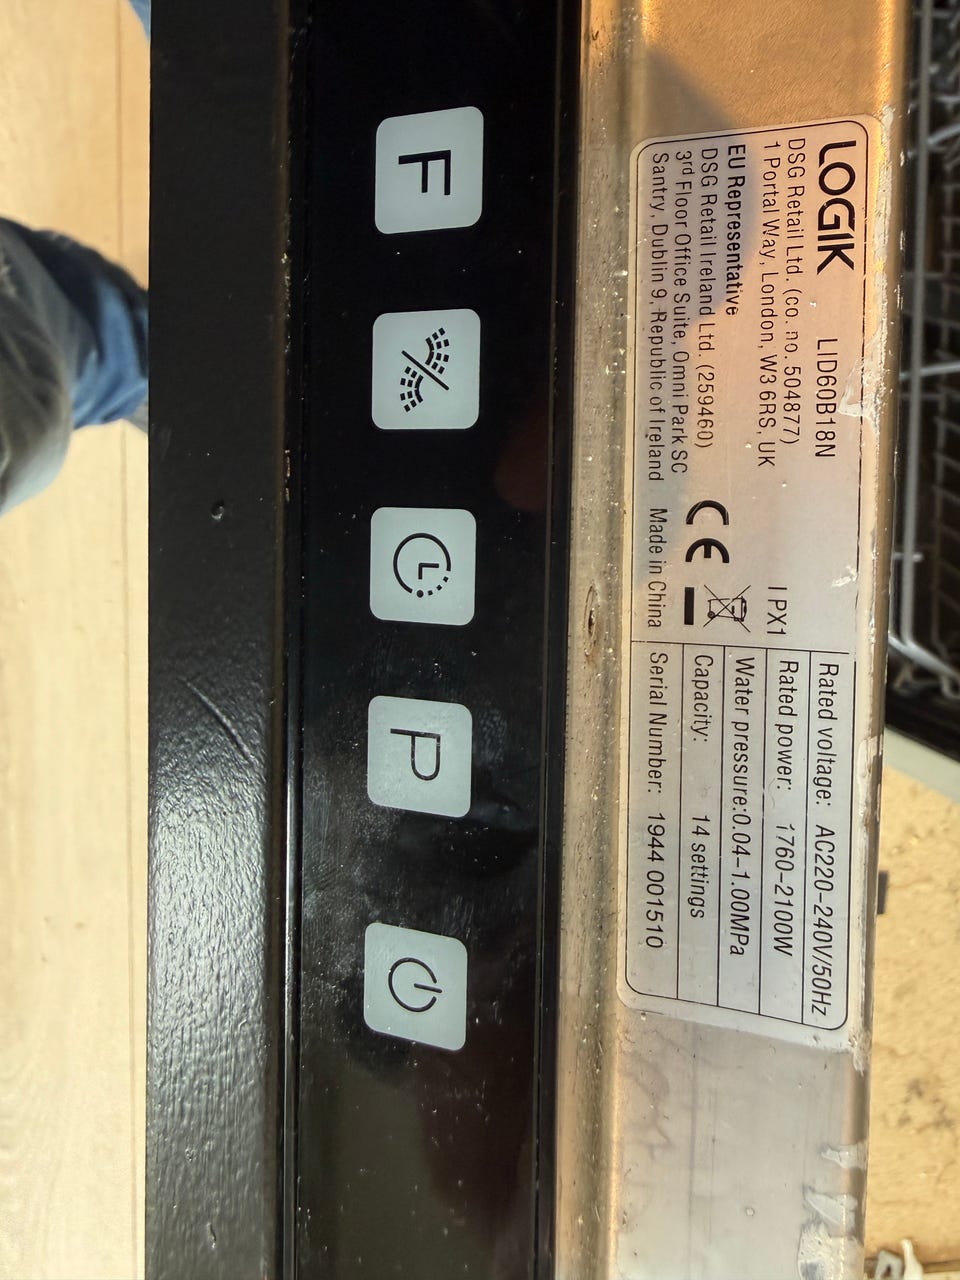 LOGIK LID60B18N
DSG Retail Ltd. (co. no. 504877)
1 Portal Way, London, W3 6RS, UK
IPX1
EU Representative
DSG Retail Ireland Ltd. (259460)
3rd Floor Office Suite, Omni Park SC
Santry, Dublin 9, Republic of Ireland
CE
Made in China
Rated voltage: AC220-240V/50Hz
Rated power: 1760-2100W
Water pressure:0.04-1.00MPa
Capacity: 14 settings
Serial Number: 1944 001510
F
P